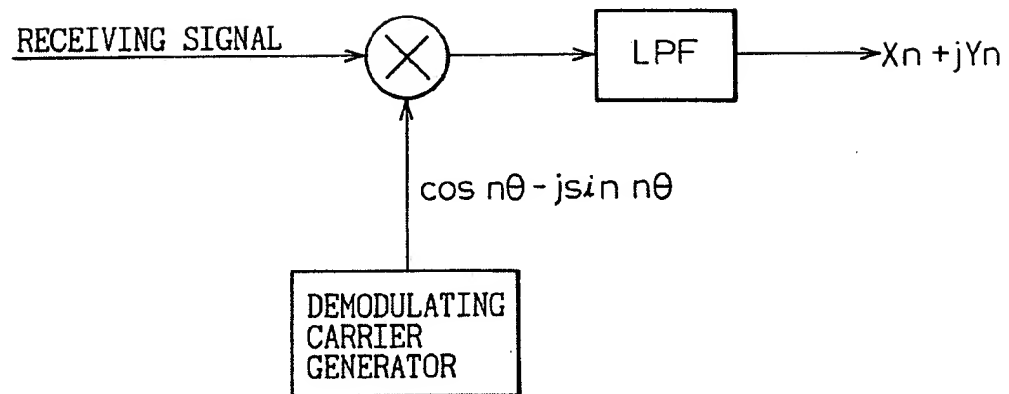 RECEIVING SIGNAL
LPF
Xn +jYn
cos nθ-jsin nθ
DEMODULATING
CARRIER
GENERATOR